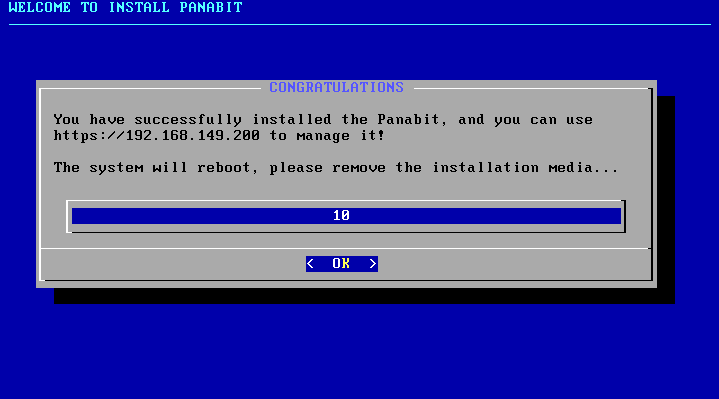 WELCOME TO INSTALL PANABIT
CONGRATULATIONS
You have successfully installed the Panabit, and you can use
https://192.168.149.200 to manage it!
The system will reboot, please remove the installation media...
10
< OK >